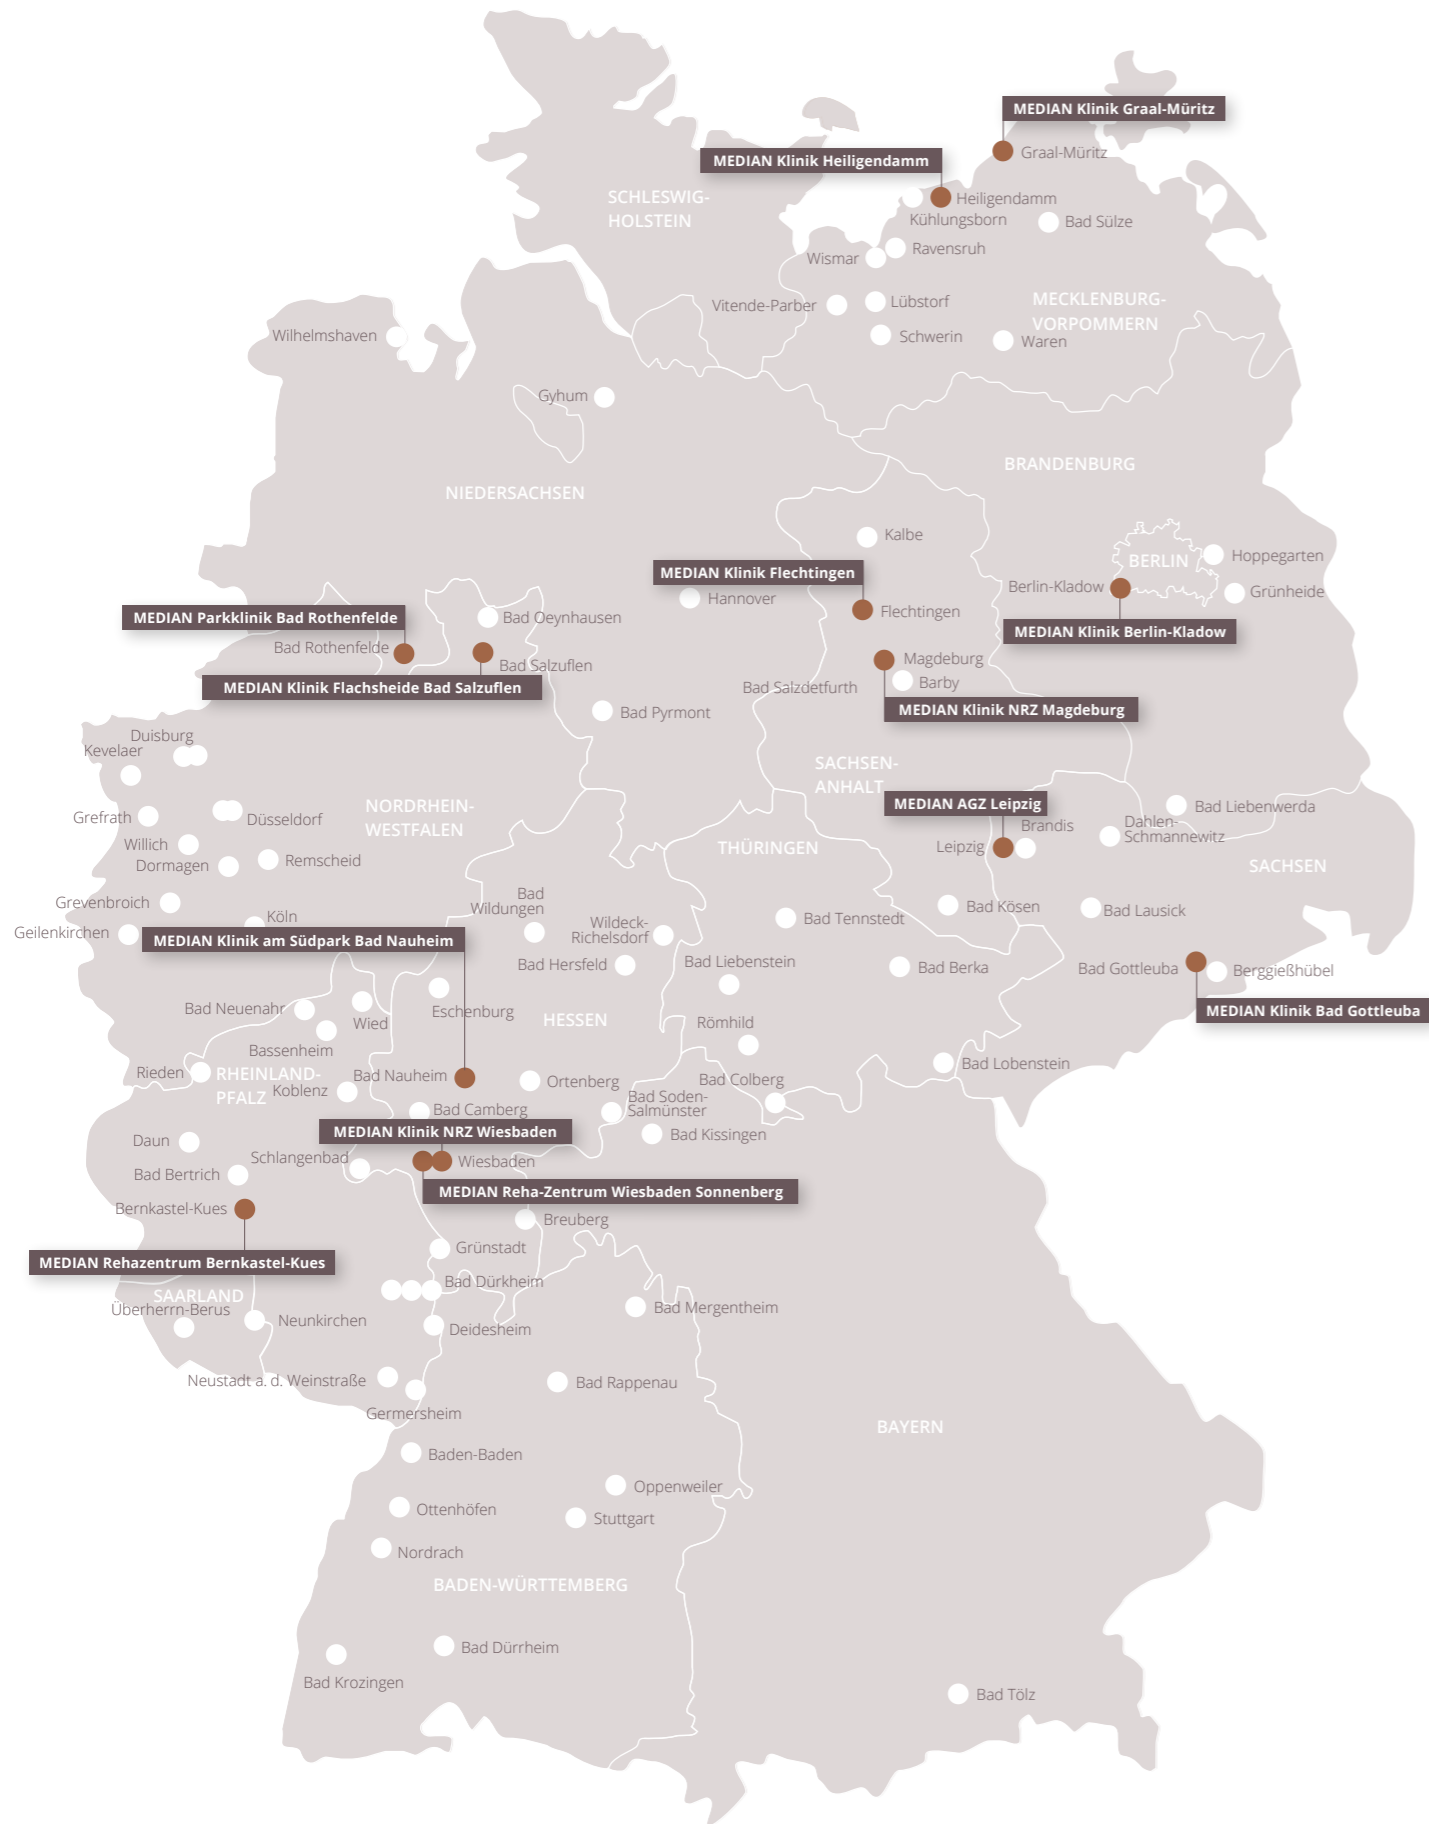 MEDIAN Klinik Graal-Müritz
Graal-Müritz
MEDIAN Klinik Heiligendamm
Heiligendamm
Kühlungsborn
SCHLESWIG-
HOLSTEIN
Bad Sülze
Ravensruh
Wismar
Vitende-Parber
Lübstorf
MECKLENBURG-
VORPOMMERN
Schwerin
Waren
Wilhelmshaven
Gyhum
BRANDENBURG
NIEDERSACHSEN
Kalbe
Hoppegarten
BERLIN
MEDIAN Klinik Flechtingen
Berlin-Kladow
Grünheide
Hannover
Flechtingen
MEDIAN Parkklinik Bad Rothenfelde
Bad Oeynhausen
MEDIAN Klinik Berlin-Kladow
Bad Rothenfelde
Bad Salzuflen
Magdeburg
Barby
Bad Salzdetfurth
MEDIAN Klinik Flachsheide Bad Salzuflen
MEDIAN Klinik NRZ Magdeburg
Bad Pyrmont
Duisburg
Kevelaer
SACHSEN-
ANHALT
NORDRHEIN-
WESTFALEN
MEDIAN AGZ Leipzig
Bad Liebenwerda
Grefrath
Düsseldorf
Brandis
Dahlen-
Schmannewitz
Willich
Leipzig
THÜRINGEN
Dormagen
Remscheid
SACHSEN
Bad
Wildungen
Grevenbroich
Bad Kösen
Bad Lausick
Köln
Wildeck-
Richelsdorf
Bad Tennstedt
Geilenkirchen
MEDIAN Klinik am Südpark Bad Nauheim
Bad Hersfeld
Bad Liebenstein
Bad Berka
Bad Gottleuba
Berggießhübel
Bad Neuenahr
Wied
Eschenburg
HESSEN
Römhild
MEDIAN Klinik Bad Gottleuba
Bassenheim
Rieden
RHEINLAND-
PFALZ
Koblenz
Bad Nauheim
Ortenberg
Bad Colberg
Bad Lobenstein
Bad Soden-
Salmünster
Bad Camberg
MEDIAN Klinik NRZ Wiesbaden
Bad Kissingen
Daun
Schlangenbad
Wiesbaden
Bad Bertrich
MEDIAN Reha-Zentrum Wiesbaden Sonnenberg
Bernkastel-Kues
Breuberg
Grünstadt
MEDIAN Rehazentrum Bernkastel-Kues
Bad Dürkheim
SAARLAND
Überherrn-Berus
Neunkirchen
Bad Mergentheim
Deidesheim
Neustadt a. d. Weinstraße
Bad Rappenau
Germersheim
BAYERN
Baden-Baden
Oppenweiler
Ottenhöfen
Stuttgart
Nordrach
BADEN-WÜRTTEMBERG
Bad Dürrheim
Bad Krozingen
Bad Tölz